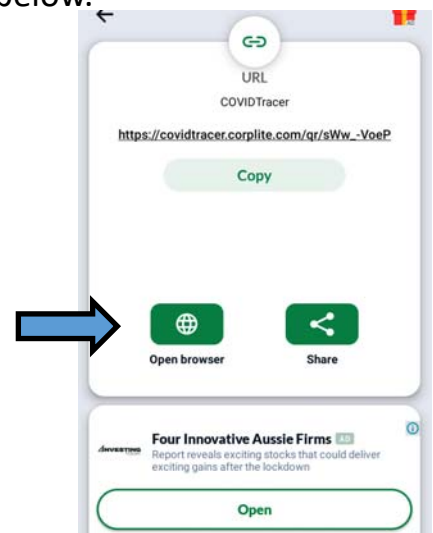 below.
URL
COVIDTracer
https://covidtracer.corplite.com/qr/sWw_-VoeP
Copy
Open browser
Share
INVESTING
Four Innovative Aussie Firms AD
Report reveals exciting stocks that could deliver
exciting gains after the lockdown
Open